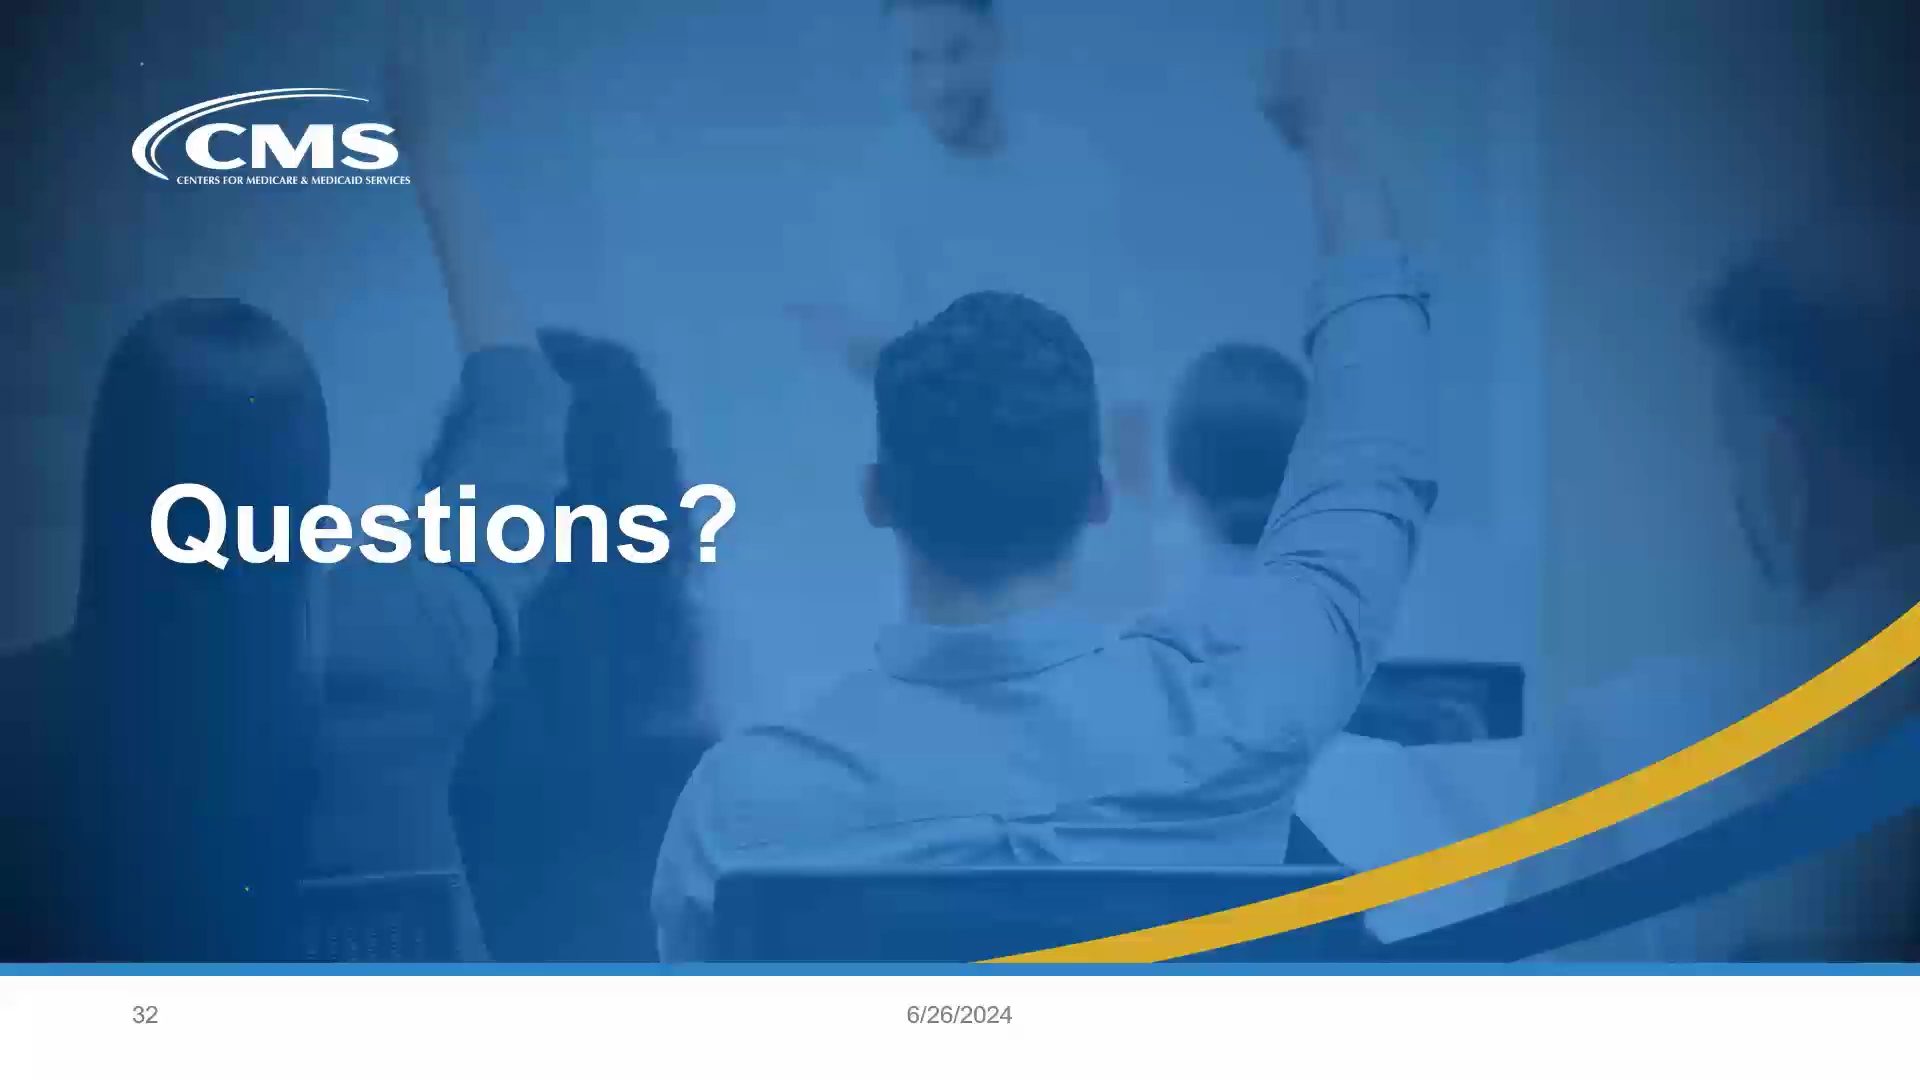 CMS
CENTERS FOR MEDICARE & MEDICAID SERVICES
Questions?
32
6/26/2024